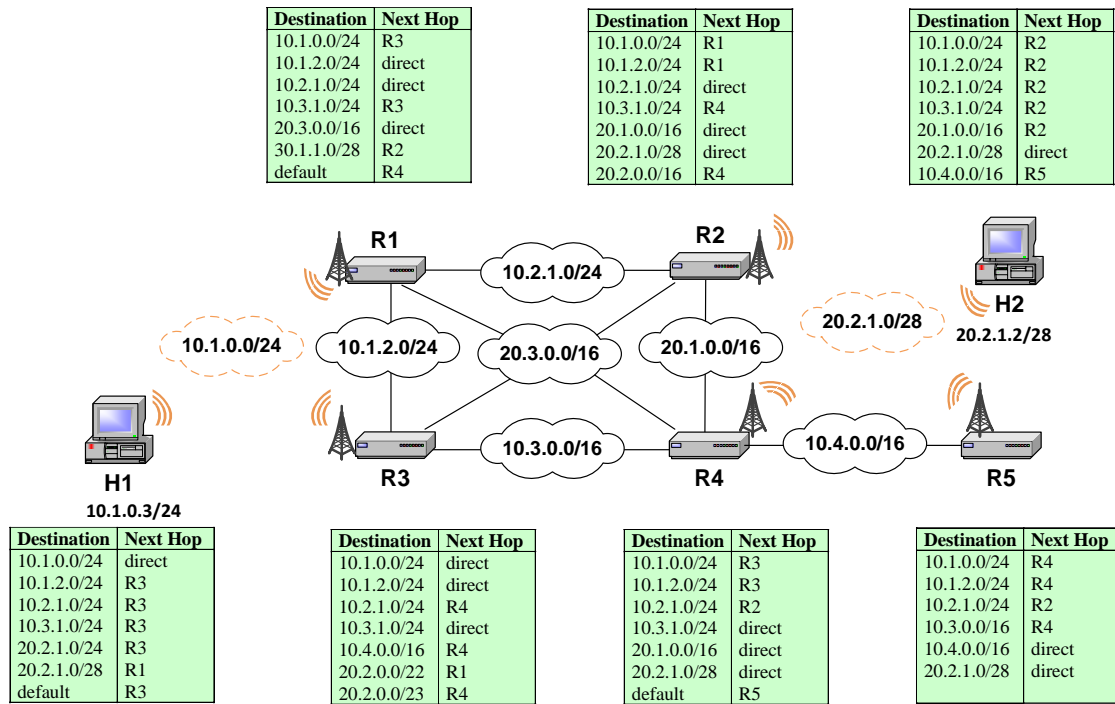 Destination Next Hop
10.1.0.0/24 R3
10.1.2.0/24 direct
10.2.1.0/24 direct
10.3.1.0/24 R3
20.3.0.0/16 direct
30.1.1.0/28 R2
default R4
Destination Next Hop
10.1.0.0/24 R1
10.1.2.0/24 R1
10.2.1.0/24 direct
10.3.1.0/24 R4
20.1.0.0/16 direct
20.2.1.0/28 direct
20.2.0.0/16 R4
Destination Next Hop
10.1.0.0/24 R2
10.1.2.0/24 R2
10.2.1.0/24 R2
10.3.1.0/24 R2
20.1.0.0/16 R2
20.2.1.0/28 direct
10.4.0.0/16 R5
R1
R2
10.2.1.0/24
H2
20.2.1.2/28
10.1.0.0/24
10.1.2.0/24
20.3.0.0/16
20.1.0.0/16
20.2.1.0/28
H1
10.1.0.3/24
R3
10.3.0.0/16
R4
10.4.0.0/16
R5
Destination Next Hop
10.1.0.0/24 direct
10.1.2.0/24 R3
10.2.1.0/24 R3
10.3.1.0/24 R3
20.2.1.0/24 R3
20.2.1.0/28 R1
default R3
Destination Next Hop
10.1.0.0/24 direct
10.1.2.0/24 direct
10.2.1.0/24 R4
10.3.1.0/24 direct
10.4.0.0/16 R4
20.2.0.0/22 R1
20.2.0.0/23 R4
Destination Next Hop
10.1.0.0/24 R3
10.1.2.0/24 R3
10.2.1.0/24 R2
10.3.1.0/24 direct
20.1.0.0/16 direct
20.2.1.0/28 direct
default R5
Destination Next Hop
10.1.0.0/24 R4
10.1.2.0/24 R4
10.2.1.0/24 R2
10.3.0.0/16 R4
10.4.0.0/16 direct
20.2.1.0/28 direct